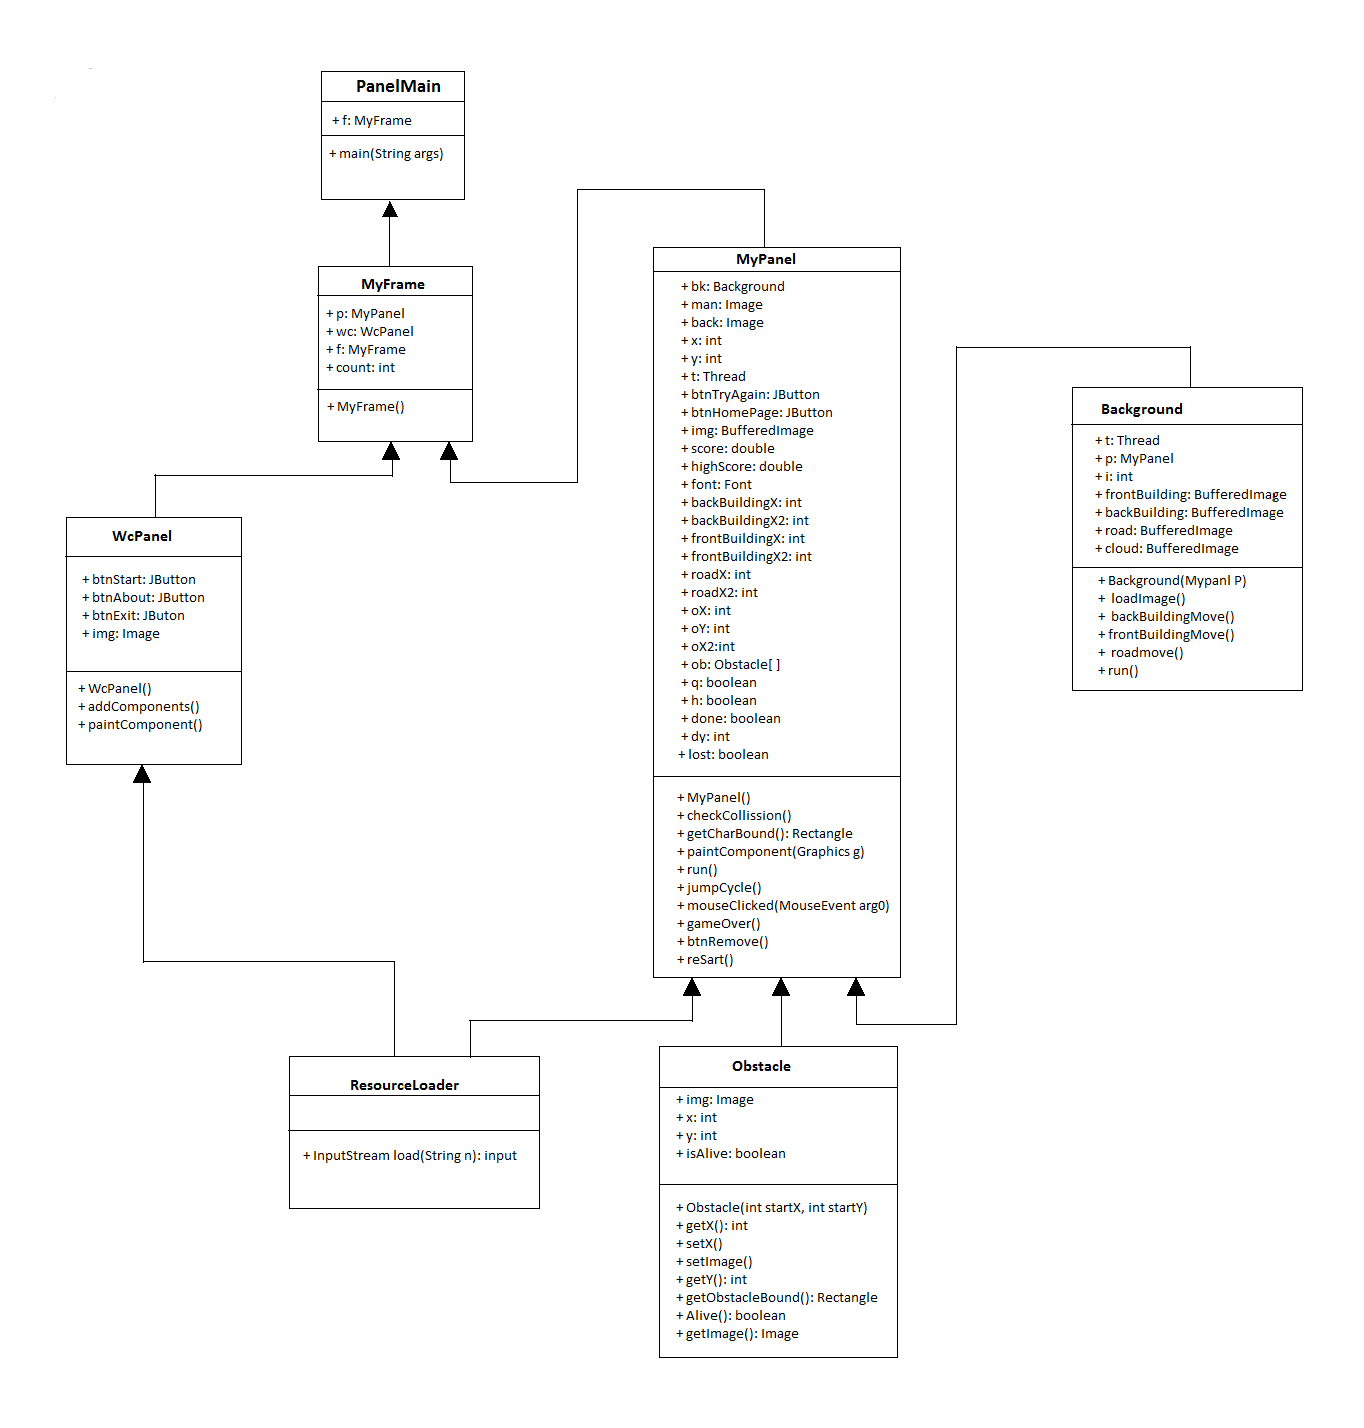 PanelMain
+ f: MyFrame
+ main(String args)
MyFrame
+ p: MyPanel
+ wc: WcPanel
+ f: MyFrame
+ count: int
+ MyFrame()
MyPanel
+ bk: Background
+ man: Image
+ back: Image
+ x: int
+ y: int
+ t: Thread
+ btnTryAgain: JButton
+ btnHomePage: JButton
+ img: BufferedImage
+ score: double
+ highScore: double
+ font: Font
+ backBuildingX: int
+ backBuildingX2: int
+ frontBuildingX: int
+ frontBuildingX2: int
+ roadX: int
+ roadX2: int
+ oX: int
+ oY: int
+ oX2:int
+ ob: Obstacle[ ]
+ q: boolean
+ h: boolean
+ done: boolean
+ dy: int
+ lost: boolean
+ MyPanel()
+ checkCollission()
+ getCharBound(): Rectangle
+ paintComponent(Graphics g)
+ run()
+ jumpCycle()
+ mouseClicked(MouseEvent arg0)
+ gameOver()
+ btnRemove()
+ reSart()
Background
+ t: Thread
+ p: MyPanel
+ i: int
+ frontBuilding: BufferedImage
+ backBuilding: BufferedImage
+ road: BufferedImage
+ cloud: BufferedImage
+ Background(Mypanl P)
+ loadImage()
+ backBuildingMove()
+ frontBuildingMove()
+ roadmove()
+ run()
WcPanel
+ btnStart: JButton
+ btnAbout: JButton
+ btnExit: JButon
+ img: Image
+ WcPanel()
+ addComponents()
+ paintComponent()
ResourceLoader
+ InputStream load(String n): input
Obstacle
+ img: Image
+ x: int
+ y: int
+ isAlive: boolean
+ Obstacle(int startX, int startY)
+ getX(): int
+ setX()
+ setImage()
+ getY(): int
+ getObstacleBound(): Rectangle
+ Alive(): boolean
+ getImage(): Image